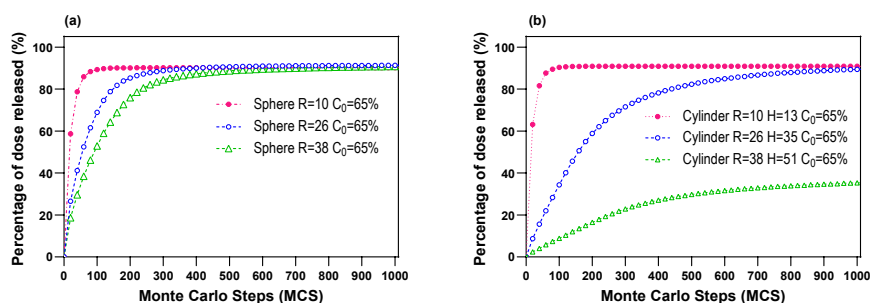 (a)
Percentage of dose released (%)
100
80
60
40
20
0
Sphere R=10 C₀=65%
Sphere R=26 C₀=65%
Sphere R=38 C₀=65%
0 100 200 300 400 500 600 700 800 900 1000
Monte Carlo Steps (MCS)
(b)
Percentage of dose released (%)
100
80
60
40
20
0
Cylinder R=10 H=13 C₀=65%
Cylinder R=26 H=35 C₀=65%
Cylinder R=38 H=51 C₀=65%
0 100 200 300 400 500 600 700 800 900 1000
Monte Carlo Steps (MCS)